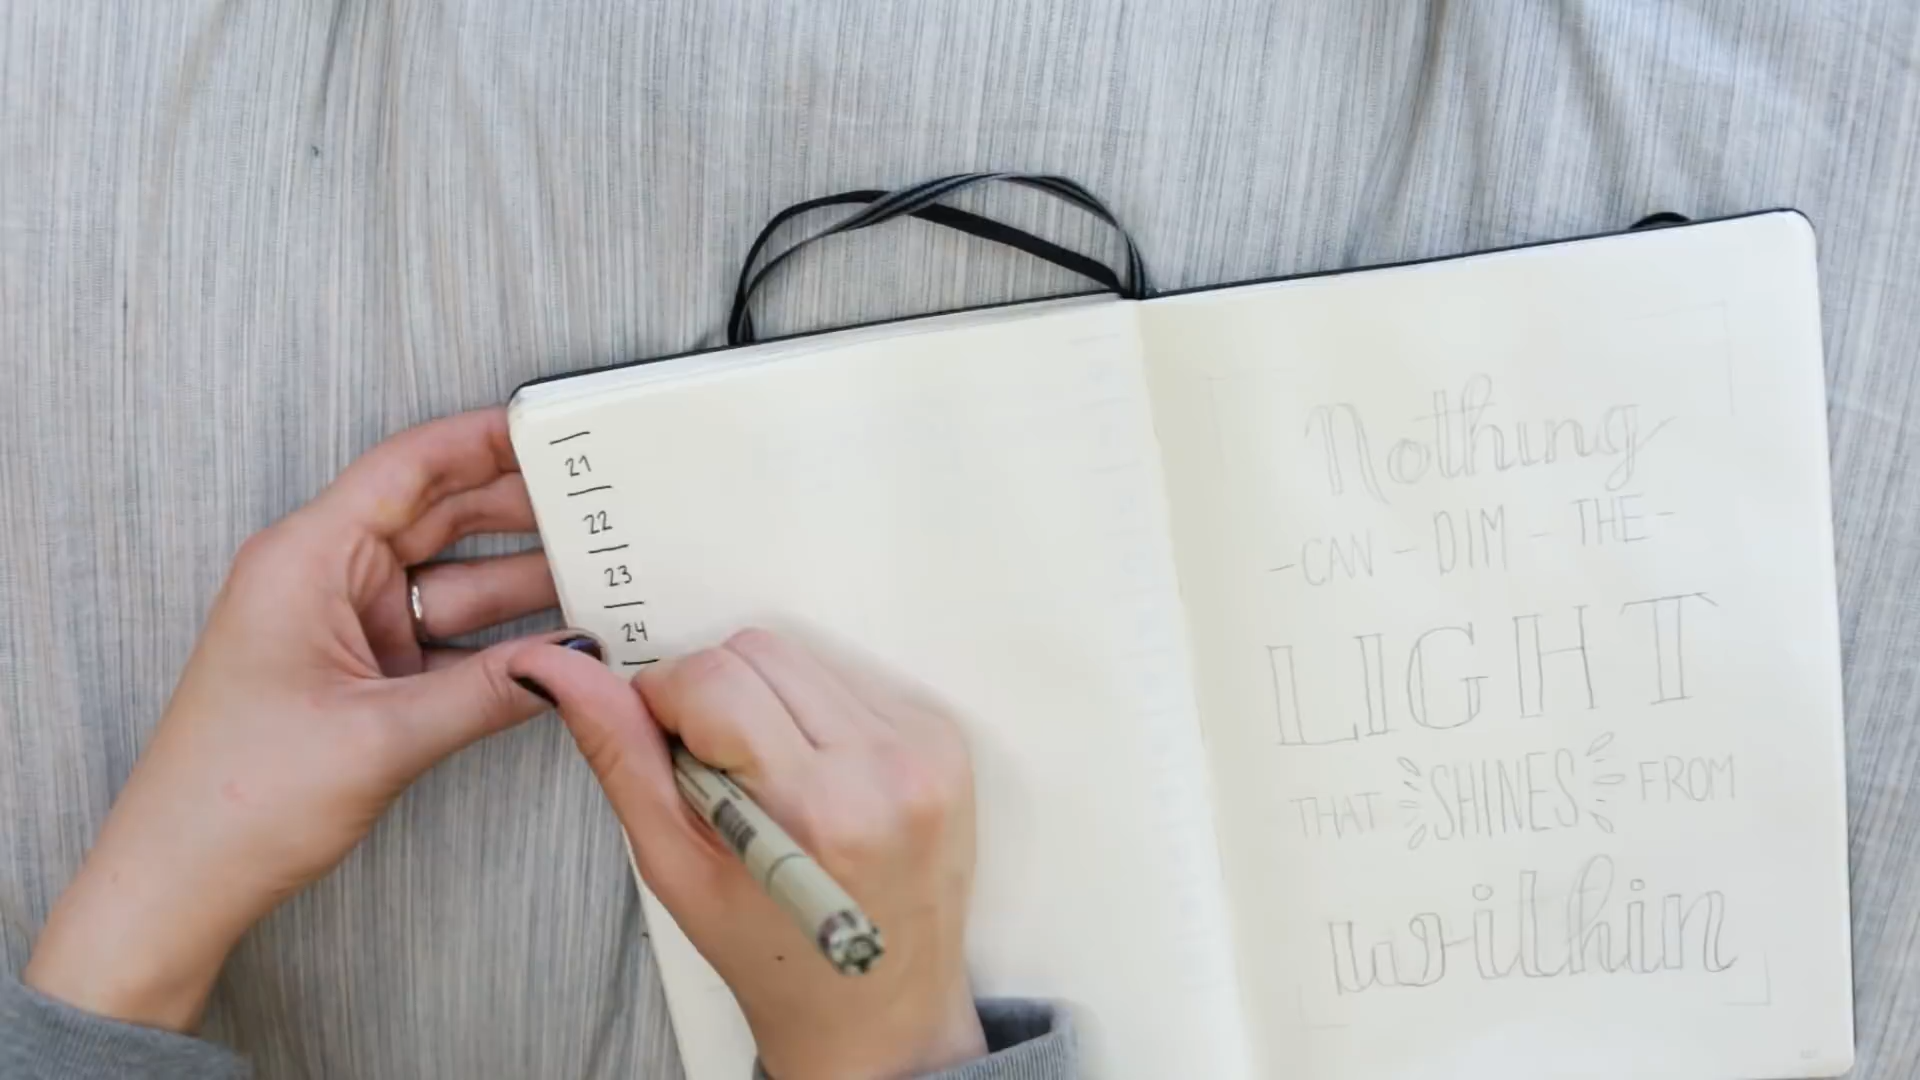 21
22
23
24
Nothing
-CAN-DIM-THE-
LIGHT
THAT SHINES FROM
within